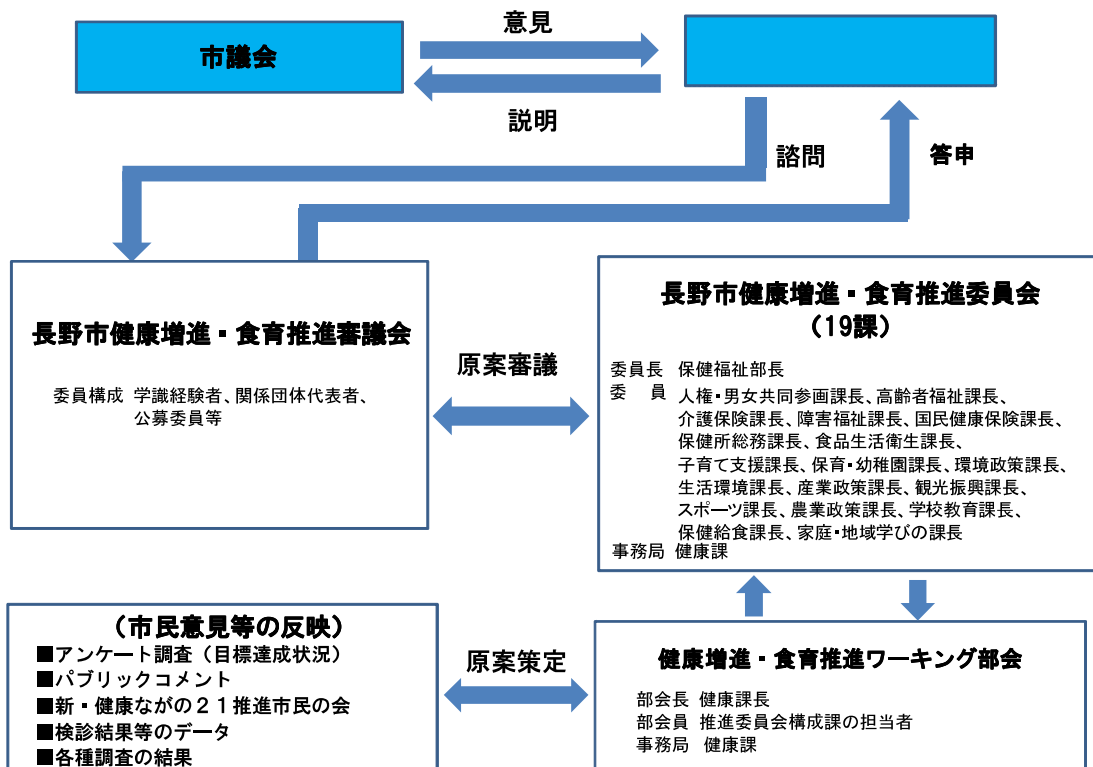 意見
市議会
説明
諮問
答申
長野市健康増進・食育推進審議会
委員構成 学識経験者、関係団体代表者、
公募委員等
原案審議
長野市健康増進・食育推進委員会
（19課）
委員長 保健福祉部長
委　員 人権・男女共同参画課長、高齢者福祉課長、
介護保険課長、障害福祉課長、国民健康保険課長、
保健所総務課長、食品生活衛生課長、
子育て支援課長、保育・幼稚園課長、環境政策課長、
生活環境課長、産業政策課長、観光振興課長、
スポーツ課長、農業政策課長、学校教育課長、
保健給食課長、家庭・地域学びの課長
事務局 健康課
（市民意見等の反映）
■アンケート調査（目標達成状況）
■パブリックコメント
■新・健康ながの２１推進市民の会
■検診結果等のデータ
■各種調査の結果
原案策定
健康増進・食育推進ワーキング部会
部会長 健康課長
部会員 推進委員会構成課の担当者
事務局 健康課